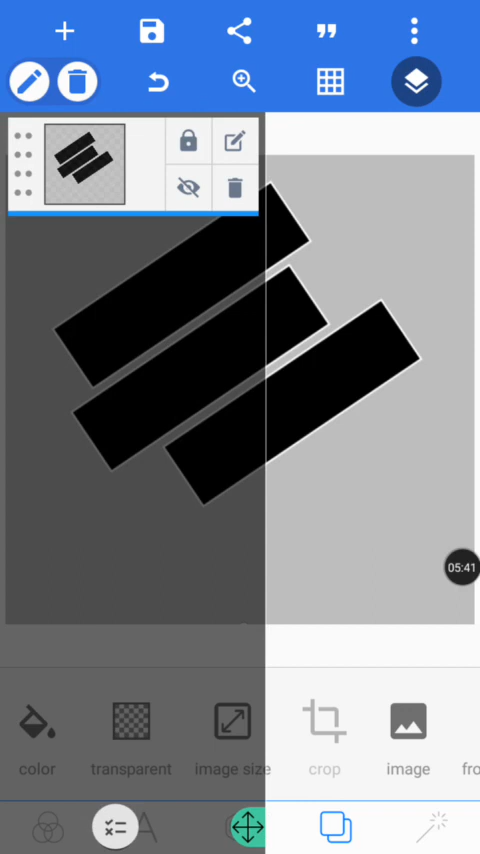 05:41
color
transparent
image size
crop
image
fro